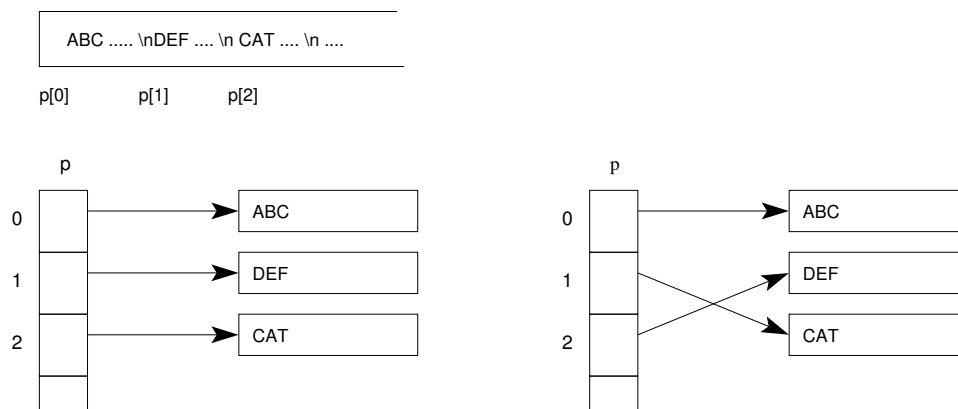 ABC ..... \nDEF .... \n CAT .... \n ....
p[0] p[1] p[2]
p
0 ABC
1 DEF
2 CAT
p
0 ABC
1 DEF
2 CAT